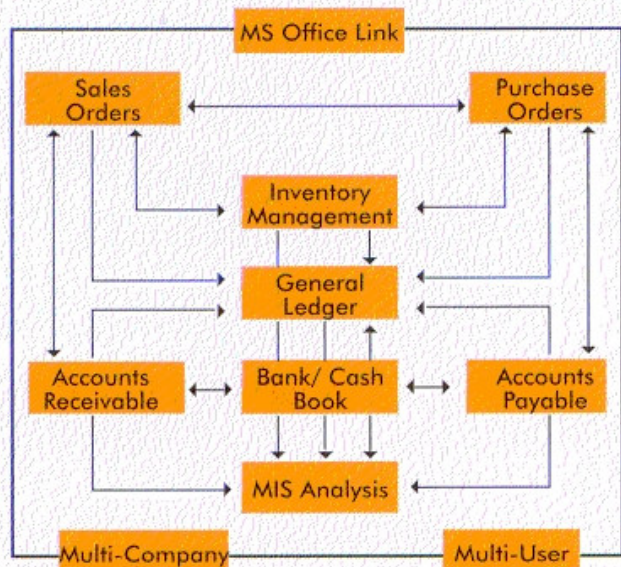 MS Office Link
Sales
Orders
Purchase
Orders
Inventory
Management
General
Ledger
Accounts
Receivable
Bank/ Cash
Book
Accounts
Payable
MIS Analysis
Multi-Company
Multi-User